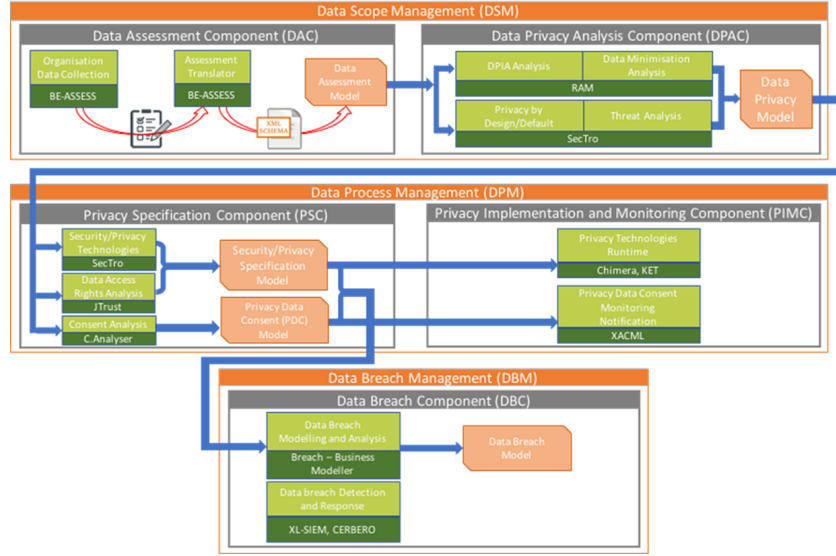 Data Scope Management (DSM)
Data Assessment Component (DAC)
Organisation
Data Collection
BE-ASSESS
Assessment
Translator
BE-ASSESS
Data
Assessment
Model
XML
SCHEMA
Data Privacy Analysis Component (DPAC)
DPIA Analysis
Data Minimisation
Analysis
RAM
Privacy by
Design/Default
Threat Analysis
SecTro
Data
Privacy
Model
Data Process Management (DPM)
Privacy Specification Component (PSC)
Security/Privacy
Technologies
SecTro
Data Access
Rights Analysis
JTrust
Consent Analysis
C.Analyser
Security/Privacy
Specification
Model
Privacy Data
Consent (PDC)
Model
Privacy Implementation and Monitoring Component (PIMC)
Privacy Technologies
Runtime
Chimera, KET
Privacy Data Consent
Monitoring
Notification
XACML
Data Breach Management (DBM)
Data Breach Component (DBC)
Data Breach
Modelling and Analysis
Breach – Business
Modeller
Data Breach
Model
Data breach Detection
and Response
XL-SIEM, CERBERO